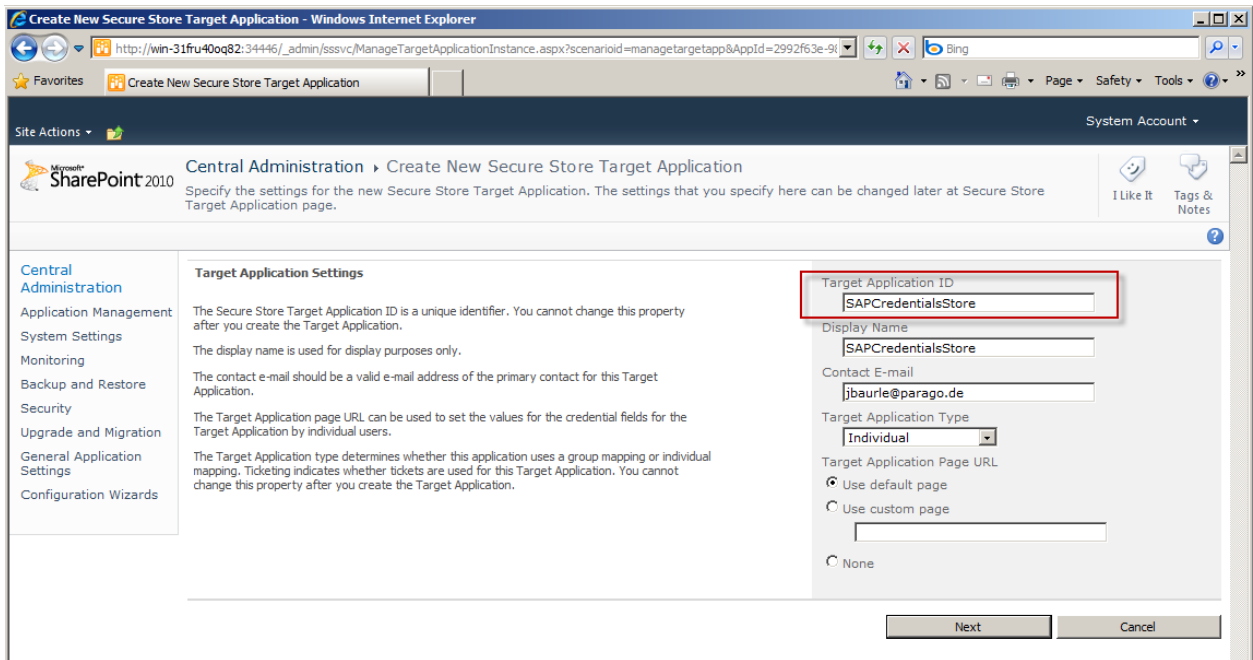 Create New Secure Store Target Application - Windows Internet Explorer
http://win-31fru40oq82:34446/_admin/sssvc/ManageTargetApplicationInstance.aspx?scenarioid=managetargetapp&AppId=2992f63e-9
Bing
Favorites
Create New Secure Store Target Application
Page
Safety
Tools
Site Actions
System Account
Microsoft
SharePoint 2010
Central Administration
Create New Secure Store Target Application
Specify the settings for the new Secure Store Target Application. The settings that you specify here can be changed later at Secure Store
Target Application page.
I Like It
Tags &
Notes
Central
Administration
Application Management
System Settings
Monitoring
Backup and Restore
Security
Upgrade and Migration
General Application
Settings
Configuration Wizards
Target Application Settings
The Secure Store Target Application ID is a unique identifier. You cannot change this property
after you create the Target Application.
The display name is used for display purposes only.
The contact e-mail should be a valid e-mail address of the primary contact for this Target
Application.
The Target Application page URL can be used to set the values for the credential fields for the
Target Application by individual users.
The Target Application type determines whether this application uses a group mapping or individual
mapping. Ticketing indicates whether tickets are used for this Target Application. You cannot
change this property after you create the Target Application.
Target Application ID
SAPCredentialsStore
Display Name
SAPCredentialsStore
Contact E-mail
jbaurle@parago.de
Target Application Type
Individual
Target Application Page URL
Use default page
Use custom page
None
Next
Cancel